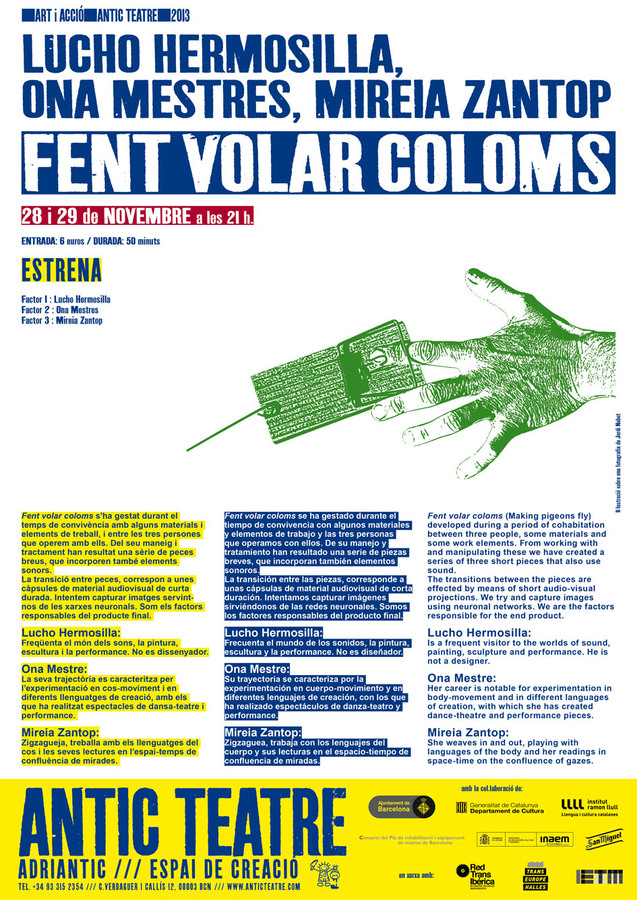 ART i ACCIÓ ANTIC TEATRE 2013
LUCHO HERMOSILLA,
ONA MESTRES, MIREIA ZANTOP
FENT VOLAR COLOMS
28 i 29 de NOVEMBRE a les 21 h.
ENTRADA: 6 euros / DURADA: 50 minuts
ESTRENA
Factor 1 : Lucho Hermosilla
Factor 2 : Ona Mestres
Factor 3 : Mireia Zantop
Il·lustració sobre una fotografia de Jordi Nebot
Fent volar coloms s'ha gestat durant el
temps de convivència amb alguns materials i
elements de treball, i entre les tres persones
que operem amb ells. Del seu maneig i
tractament han resultat una sèrie de peces
breus, que incorporen també elements
sonors.
La transició entre peces, correspon a unes
càpsules de material audiovisual de curta
durada. Intentem capturar imatges servint-
nos de les xarxes neuronals. Som els factors
responsables del producte final.
Lucho Hermosilla:
Freqüenta el món dels sons, la pintura,
escultura i la performance. No es dissenyador.
Ona Mestre:
La seva trajectòria es caracteritza per
l'experimentació en cos-moviment i en
diferents llenguatges de creació, amb els
que ha realitzat espectacles de dansa-teatre i
performance.
Mireia Zantop:
Zigzagueja, treballa amb els llenguatges del
cos i les seves lectures en l'espai-temps de
confluència de mirades.
Fent volar coloms se ha gestado durante el
tiempo de convivencia con algunos materiales
y elementos de trabajo y las tres personas
que operamos con ellos. De su manejo y
tratamiento han resultado una serie de piezas
breves, que incorporan también elementos
sonoros.
La transición entre las piezas, corresponde a
unas cápsulas de material audiovisual de corta
duración. Intentamos capturar imágenes
sirviéndonos de las redes neuronales. Somos
los factores responsables del producto final.
Lucho Hermosilla:
Frecuenta el mundo de los sonidos, la pintura,
escultura y la performance. No es diseñador.
Ona Mestre:
Su trayectoria se caracteriza por la
experimentación en cuerpo-movimiento y en
diferentes lenguajes de creación, con los que
ha realizado espectáculos de danza-teatro y
performance.
Mireia Zantop:
Zigzaguea, trabaja con los lenguajes del
cuerpo y sus lecturas en el espacio-tiempo de
confluencia de miradas.
Fent volar coloms (Making pigeons fly)
developed during a period of cohabitation
between three people, some materials and
some work elements. From working with
and manipulating these we have created a
series of three short pieces that also use
sound.
The transitions between the pieces are
effected by means of short audio-visual
projections. We try and capture images
using neuronal networks. We are the factors
responsible for the end product.
Lucho Hermosilla:
Is a frequent visitor to the worlds of sound,
painting, sculpture and performance. He is
not a designer.
Ona Mestre:
Her career is notable for experimentation in
body-movement and in different languages
of creation, with which she has created
dance-theatre and performance pieces.
Mireia Zantop:
She weaves in and out, playing with
languages of the body and her readings in
space-time on the confluence of gazes.
ANTIC TEATRE
ADRIANTIC /// ESPAI DE CREACIÓ
TEL. +34 93 315 2354 /// C.VERDAGUER I CALLÍS 12, 08003 BCN /// WWW.ANTICTEATRE.COM
amb la col.laboració de:
Ajuntament de
Barcelona
Generalitat de Catalunya
Departament de Cultura
LLLL institut
ramon llull
Llengua i cultura catalanes
Consorci del Pla de rehabilitació i equipament
de teatres de Barcelona
inaem
San Miguel
en xarxa amb:
Red
Trans
Ibérica
TRANS
EUROPE
HALLES
IETM